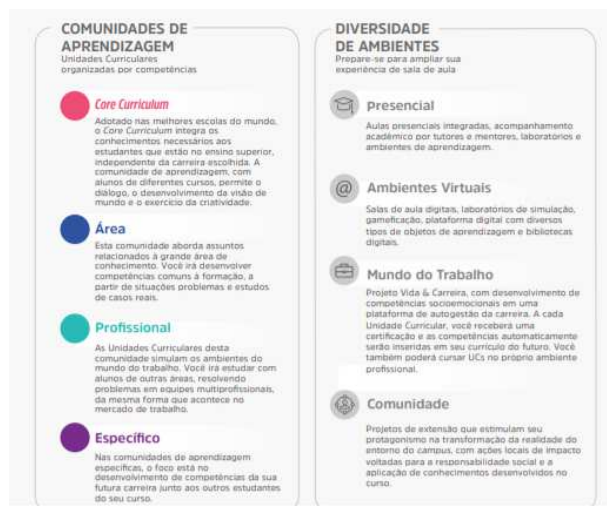 COMUNIDADES DE
APRENDIZAGEM
Unidades Curriculares
organizadas por competências
Core Curriculum
Adotado nas melhores escolas do mundo,
o Core Curriculum integra os
conhecimentos necessários aos
estudantes que estão no ensino superior,
independente da carreira escolhida. A
comunidade de aprendizagem, com
alunos de diferentes cursos, permite o
diálogo, o desenvolvimento da visão de
mundo e o exercício da criatividade.
Área
Esta comunidade aborda assuntos
relacionados à grande área de
conhecimento. Você irá desenvolver
competências comuns à formação, a
partir de situações problemas e estudos
de casos reais.
Profissional
As Unidades Curriculares desta
comunidade simulam os ambientes do
mundo do trabalho. Você irá estudar com
alunos de outras áreas, resolvendo
problemas em equipes multiprofissionais,
da mesma forma que acontece no
mercado de trabalho.
Específico
Nas comunidades de aprendizagem
específicas, o foco está no
desenvolvimento de competências da sua
futura carreira junto aos outros estudantes
do seu curso.
DIVERSIDADE
DE AMBIENTES
Prepare-se para ampliar sua
experiência de sala de aula
Presencial
Aulas presenciais integradas, acompanhamento
acadêmico por tutores e mentores, laboratórios e
ambientes de aprendizagem.
@ Ambientes Virtuais
Salas de aula digitais, laboratórios de simulação,
gameficação, plataforma digital com diversos
tipos de objetos de aprendizagem e bibliotecas
digitais.
Mundo do Trabalho
Projeto Vida & Carreira, com desenvolvimento de
competências socioemocionais em uma
plataforma de autogestão da carreira. A cada
Unidade Curricular, você receberá uma
certificação e as competências automaticamente
serão inseridas em seu currículo do futuro. Você
também poderá cursar UCs no próprio ambiente
profissional.
Comunidade
Projetos de extensão que estimulam seu
protagonismo na transformação da realidade do
entorno do campus, com ações locais de impacto
voltadas para a responsabilidade social e a
aplicação de conhecimentos desenvolvidos no
curso.